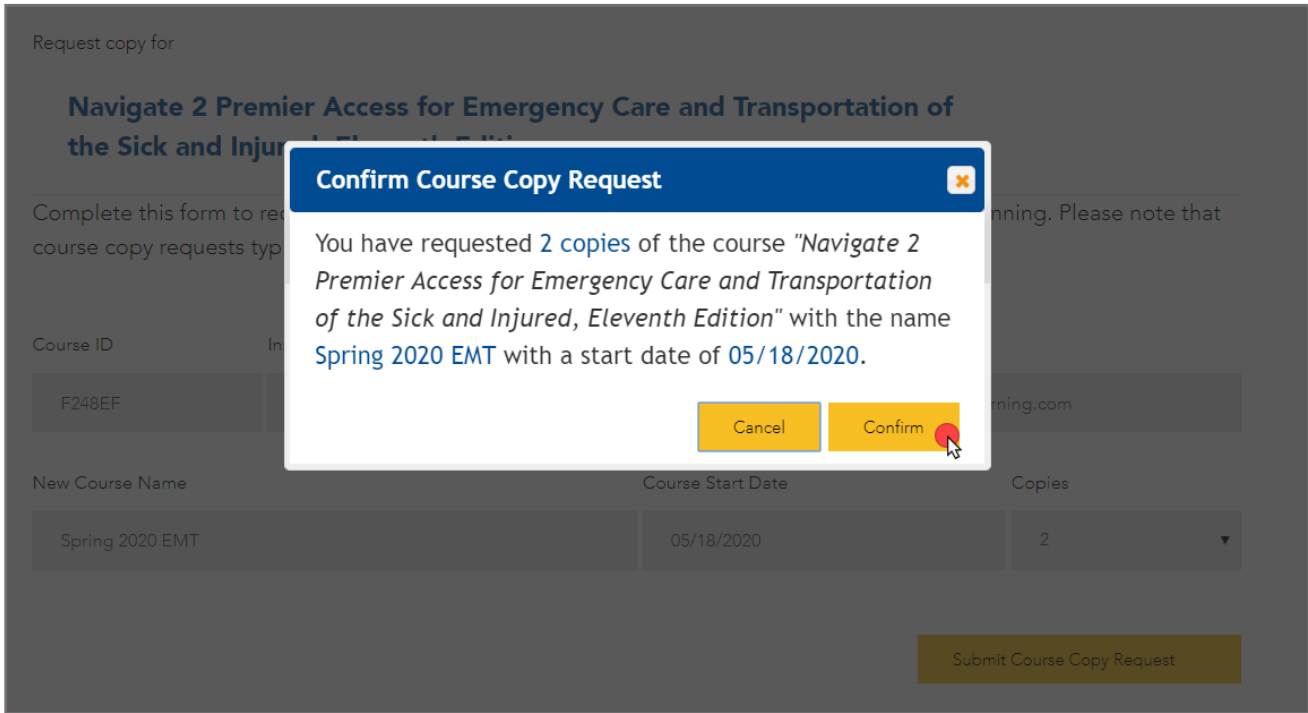 Request copy for
Navigate 2 Premier Access for Emergency Care and Transportation of
the Sick and Injur
Confirm Course Copy Request
You have requested 2 copies of the course "Navigate 2
Premier Access for Emergency Care and Transportation
of the Sick and Injured, Eleventh Edition" with the name
Spring 2020 EMT with a start date of 05/18/2020.
Cancel Confirm
Complete this form to req nning. Please note that
course copy requests typ
Course ID In
F248EF rning.com
New Course Name Course Start Date Copies
Spring 2020 EMT 05/18/2020 2
Submit Course Copy Request